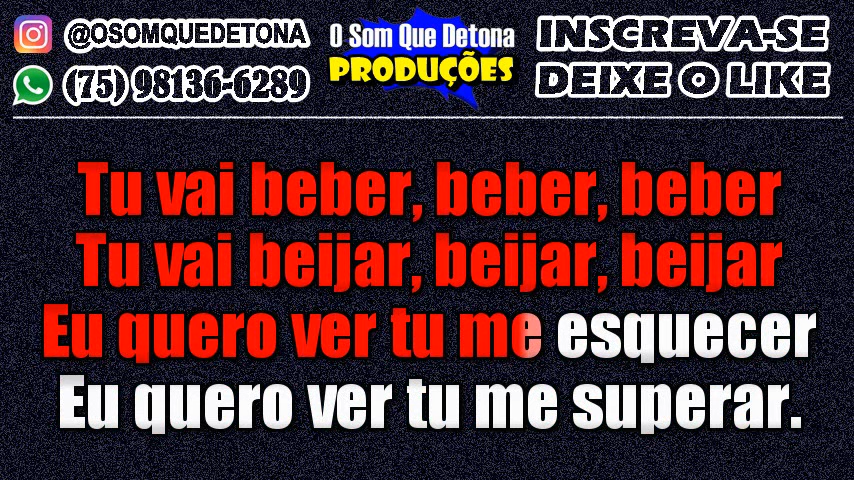 @OSOMQUEDETONA
(75) 98136-6289
O Som Que Detona
PRODUÇÕES
INSCREVA-SE
DEIXE O LIKE
Tu vai beber, beber, beber
Tu vai beijar, beijar, beijar
Eu quero ver tu me esquecer
Eu quero ver tu me superar.